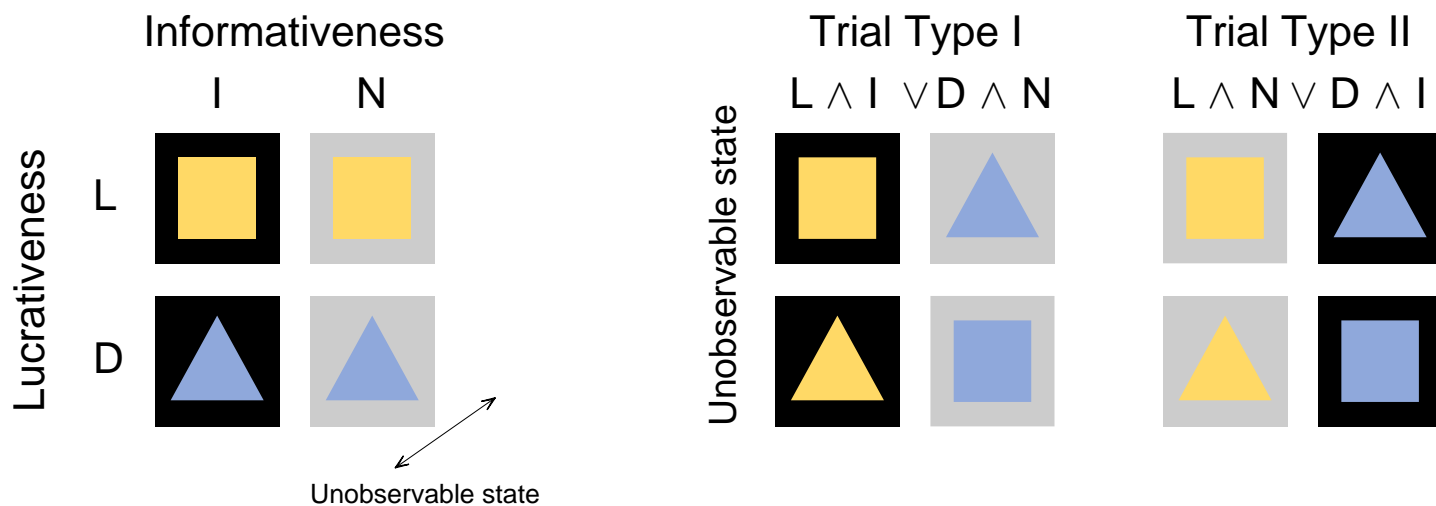 Informativeness
I N
Lucrativeness
L
D
Unobservable state
Unobservable state
Trial Type I
L ∧ I ∨ D ∧ N
Trial Type II
L ∧ N ∨ D ∧ I